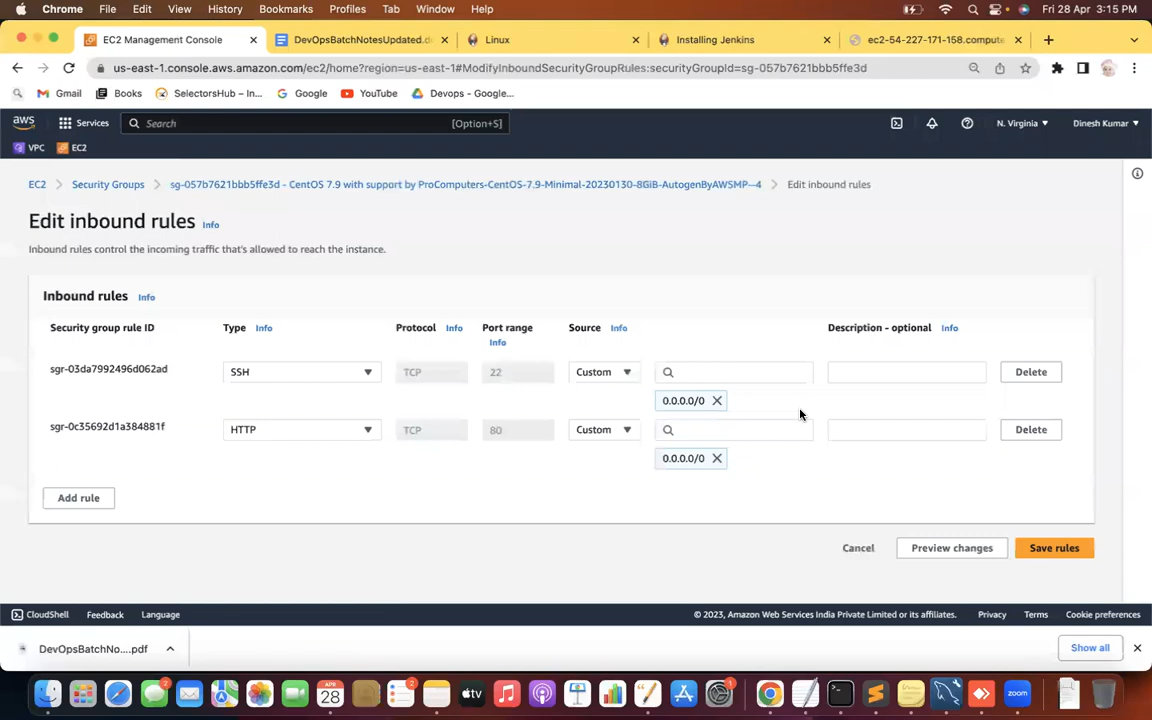 Chrome File Edit View History Bookmarks Profiles Tab Window Help Fri 28 Apr 3:15 PM
EC2 Management Console DevOpsBatchNotesUpdated.d Linux Installing Jenkins ec2-54-227-171-158.compute
us-east-1.console.aws.amazon.com/ec2/home?region=us-east-1#ModifyInboundSecurityGroupRules:securityGroupId=sg-057b7621bbb5ffe3d
Gmail Books SelectorsHub – In... Google YouTube Devops - Google...
aws Services Search [Option+S] N. Virginia Dinesh Kumar
VPC EC2
EC2 Security Groups sg-057b7621bbb5ffe3d - CentOS 7.9 with support by ProComputers-CentOS-7.9-Minimal-20230130-8GiB-AutogenByAWSMP--4 Edit inbound rules
Edit inbound rules Info
Inbound rules control the incoming traffic that's allowed to reach the instance.
Inbound rules Info
Security group rule ID Type Info Protocol Info Port range Info Source Info Description - optional Info
sgr-03da7992496d062ad SSH TCP 22 Custom Delete
0.0.0.0/0
sgr-0c35692d1a384881f HTTP TCP 80 Custom Delete
0.0.0.0/0
Add rule
Cancel Preview changes Save rules
CloudShell Feedback Language © 2023, Amazon Web Services India Private Limited or its affiliates. Privacy Terms Cookie preferences
DevOpsBatchNo....pdf Show all
2 APR 28 2 tv 1 zoom